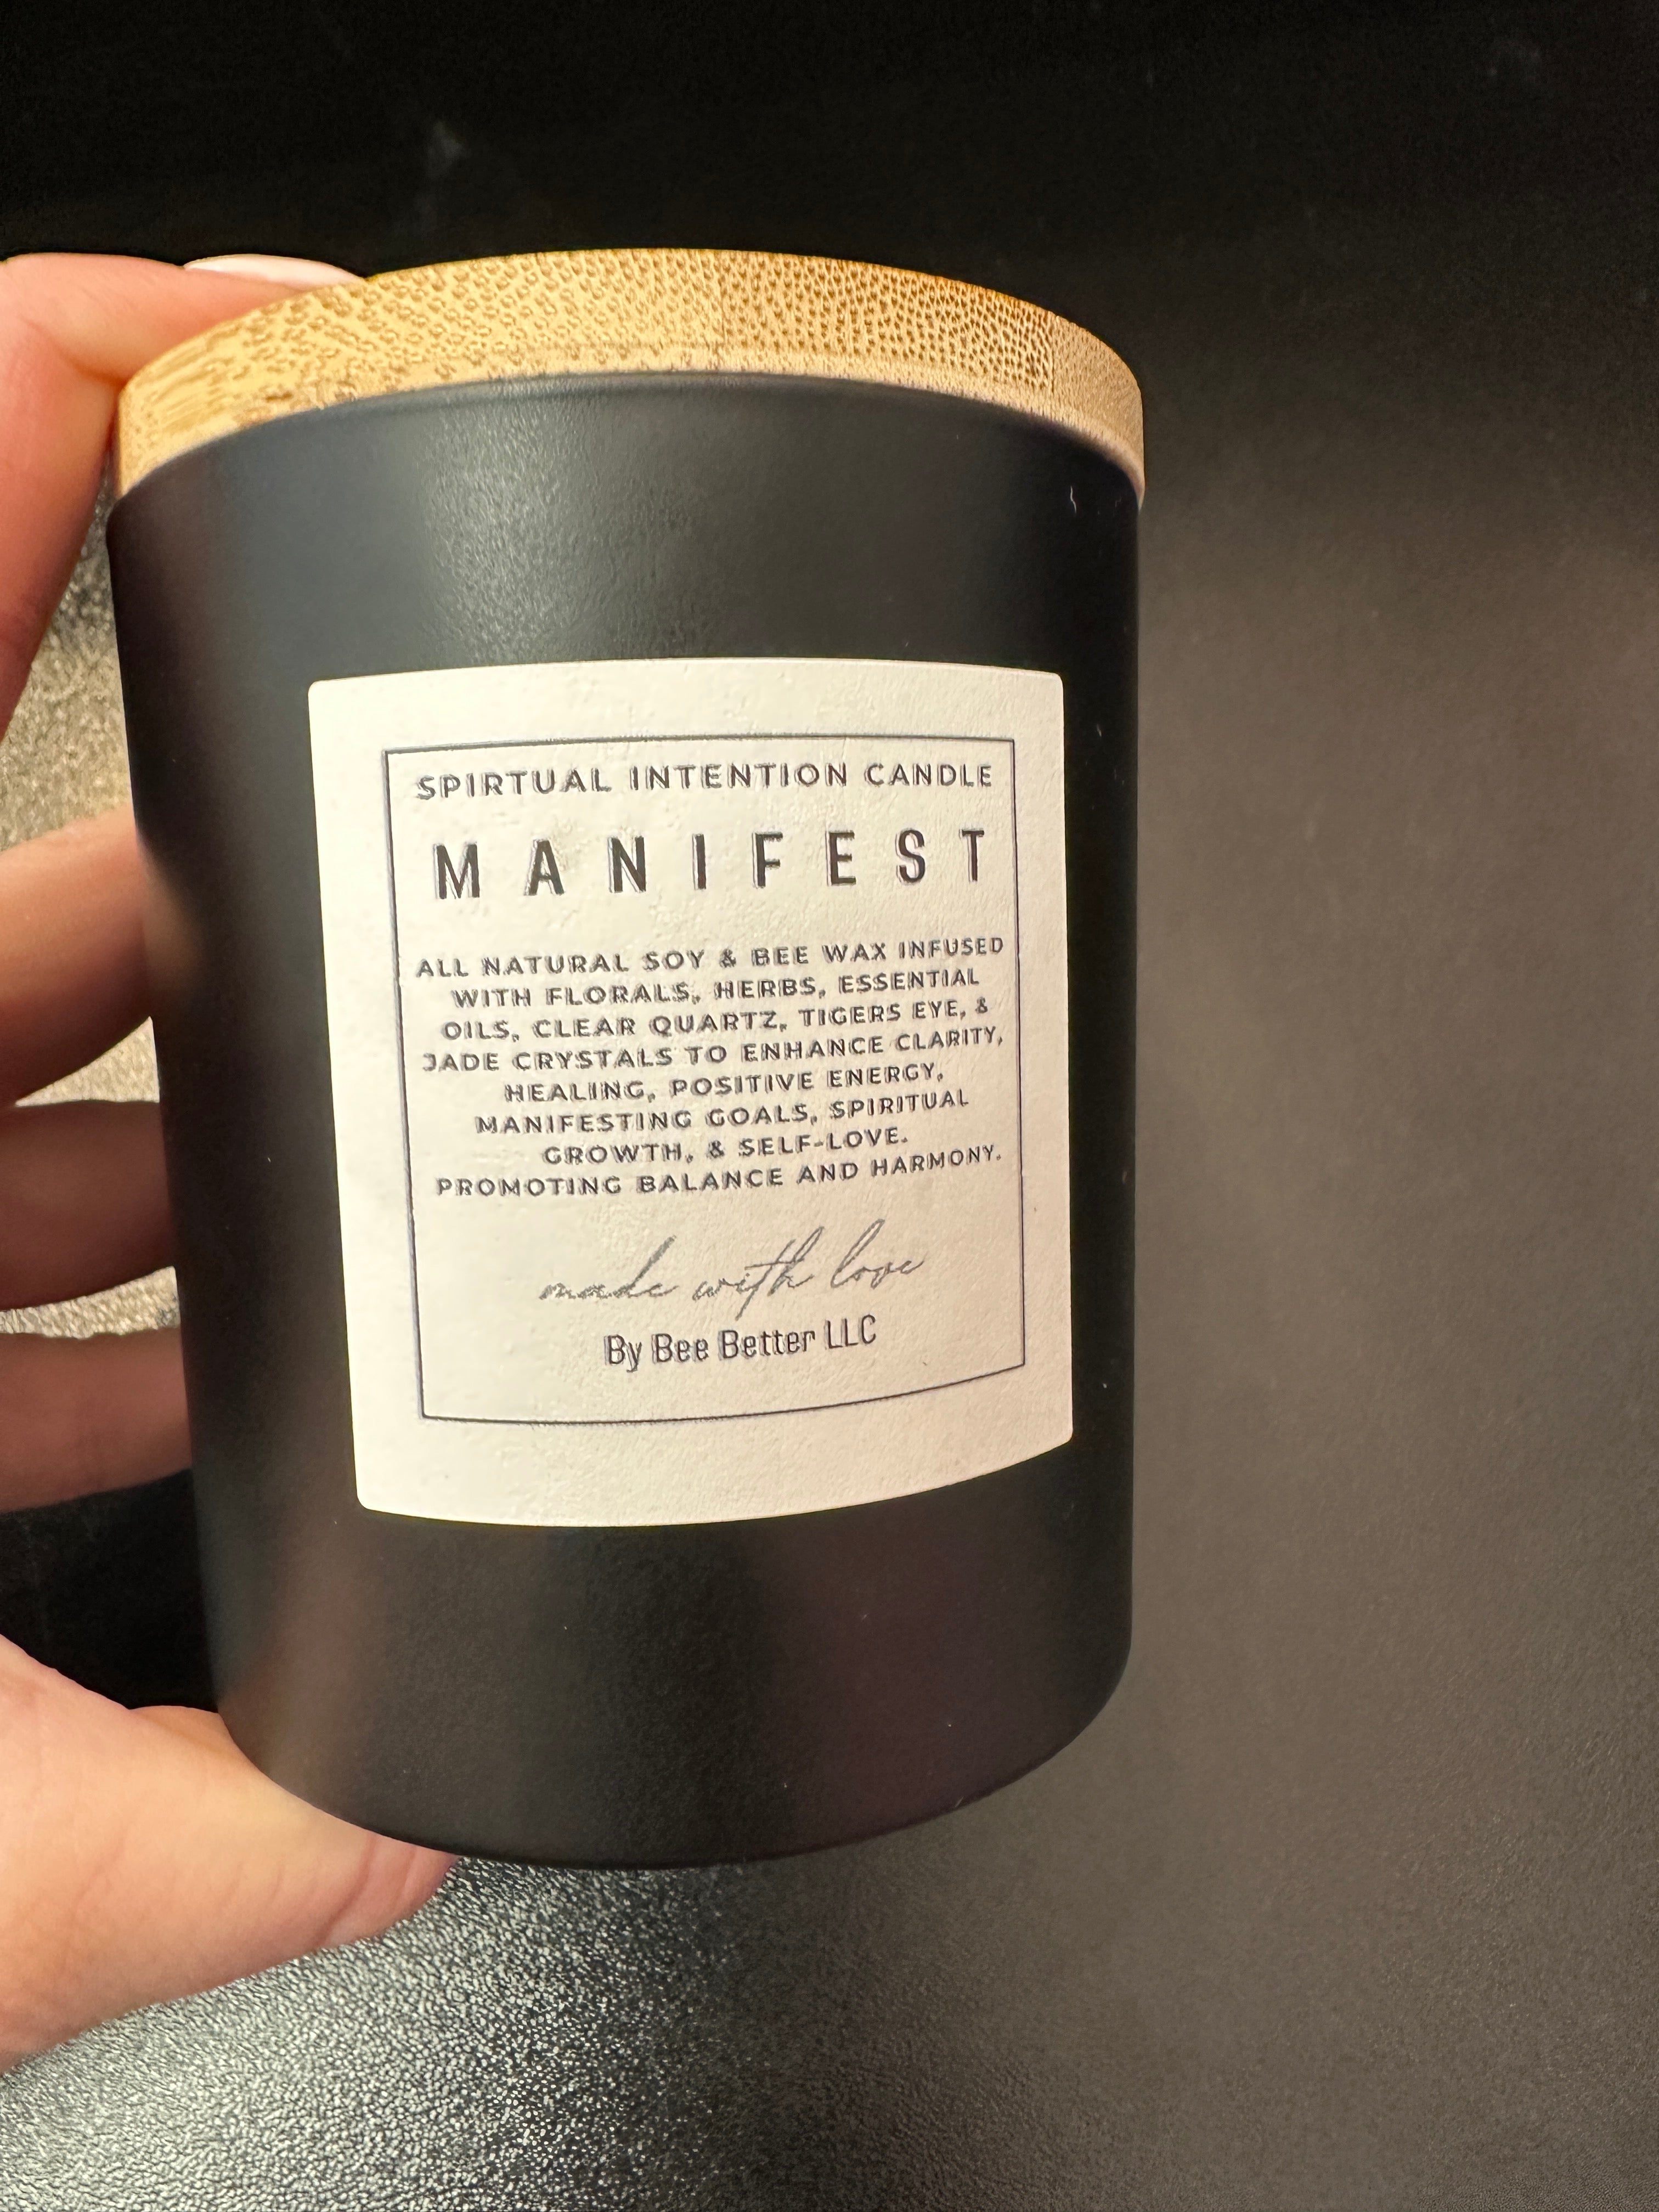 SPIRTUAL INTENTION CANDLE
MANIFEST
ALL NATURAL SOY & BEE WAX INFUSED
WITH FLORALS, HERBS, ESSENTIAL
OILS, CLEAR QUARTZ, TIGERS EYE, &
JADE CRYSTALS TO ENHANCE CLARITY,
HEALING, POSITIVE ENERGY,
MANIFESTING GOALS, SPIRITUAL
GROWTH, & SELF-LOVE.
PROMOTING BALANCE AND HARMONY.
made with love
By Bee Better LLC